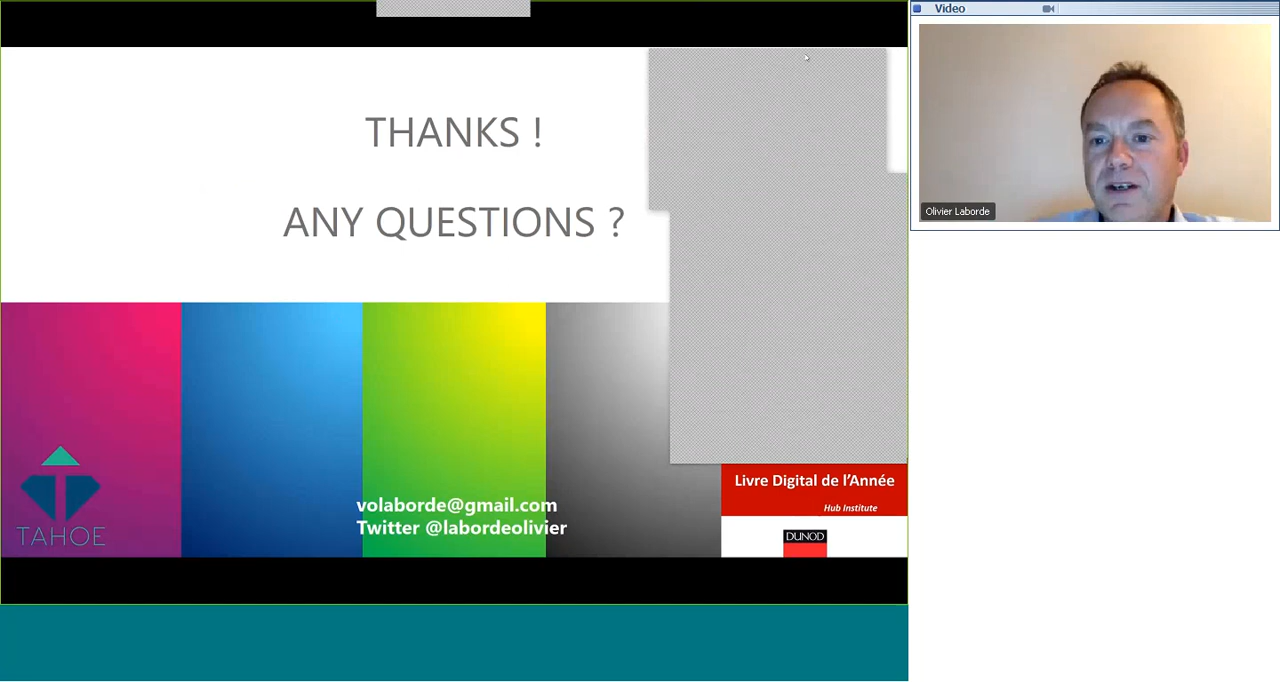 Video
THANKS !
ANY QUESTIONS ?
Olivier Laborde
volaborde@gmail.com
Twitter @labordeolivier
TAHOE
Livre Digital de l’Année
Hub Institute
DUNOD